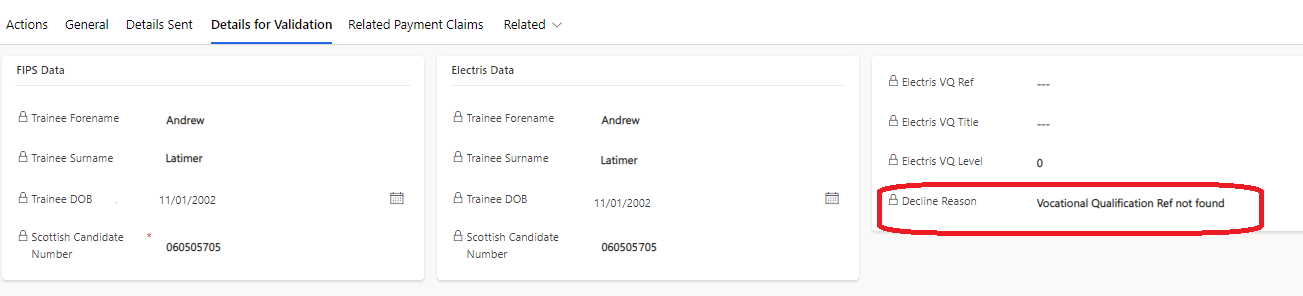 Actions General Details Sent Details for Validation Related Payment Claims Related
FIPS Data
Trainee Forename Andrew
Trainee Surname Latimer
Trainee DOB 11/01/2002
Scottish Candidate * 060505705
Number
Electris Data
Trainee Forename Andrew
Trainee Surname Latimer
Trainee DOB 11/01/2002
Scottish Candidate 060505705
Number
Electris VQ Ref ---
Electris VQ Title ---
Electris VQ Level 0
Decline Reason Vocational Qualification Ref not found